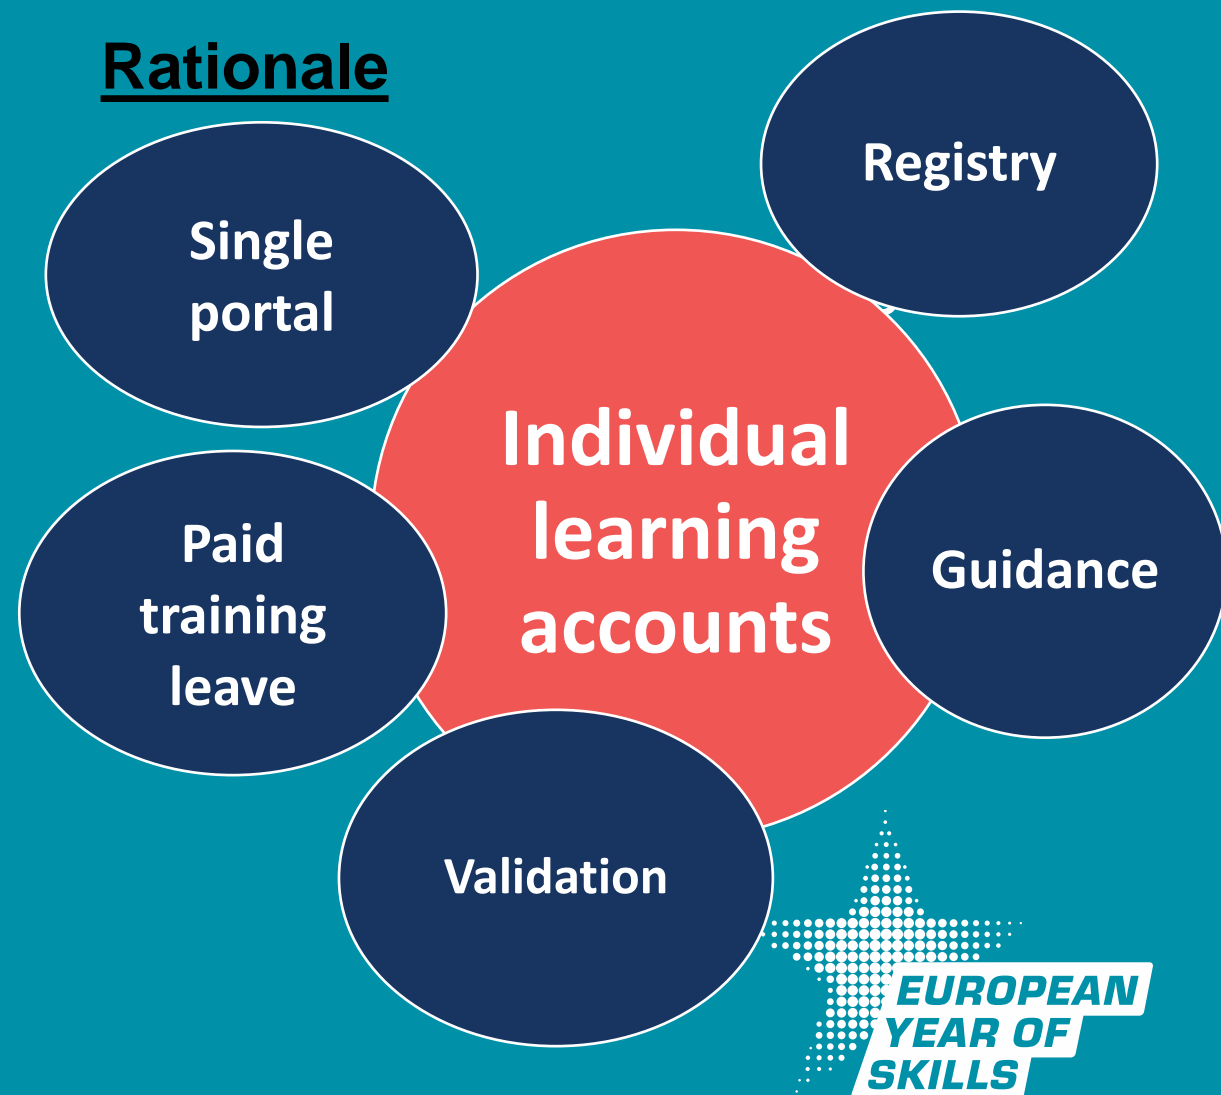 Rationale
Registry
Single
portal
Individual
learning
accounts
Paid
training
leave
Guidance
Validation
EUROPEAN
YEAR OF
SKILLS